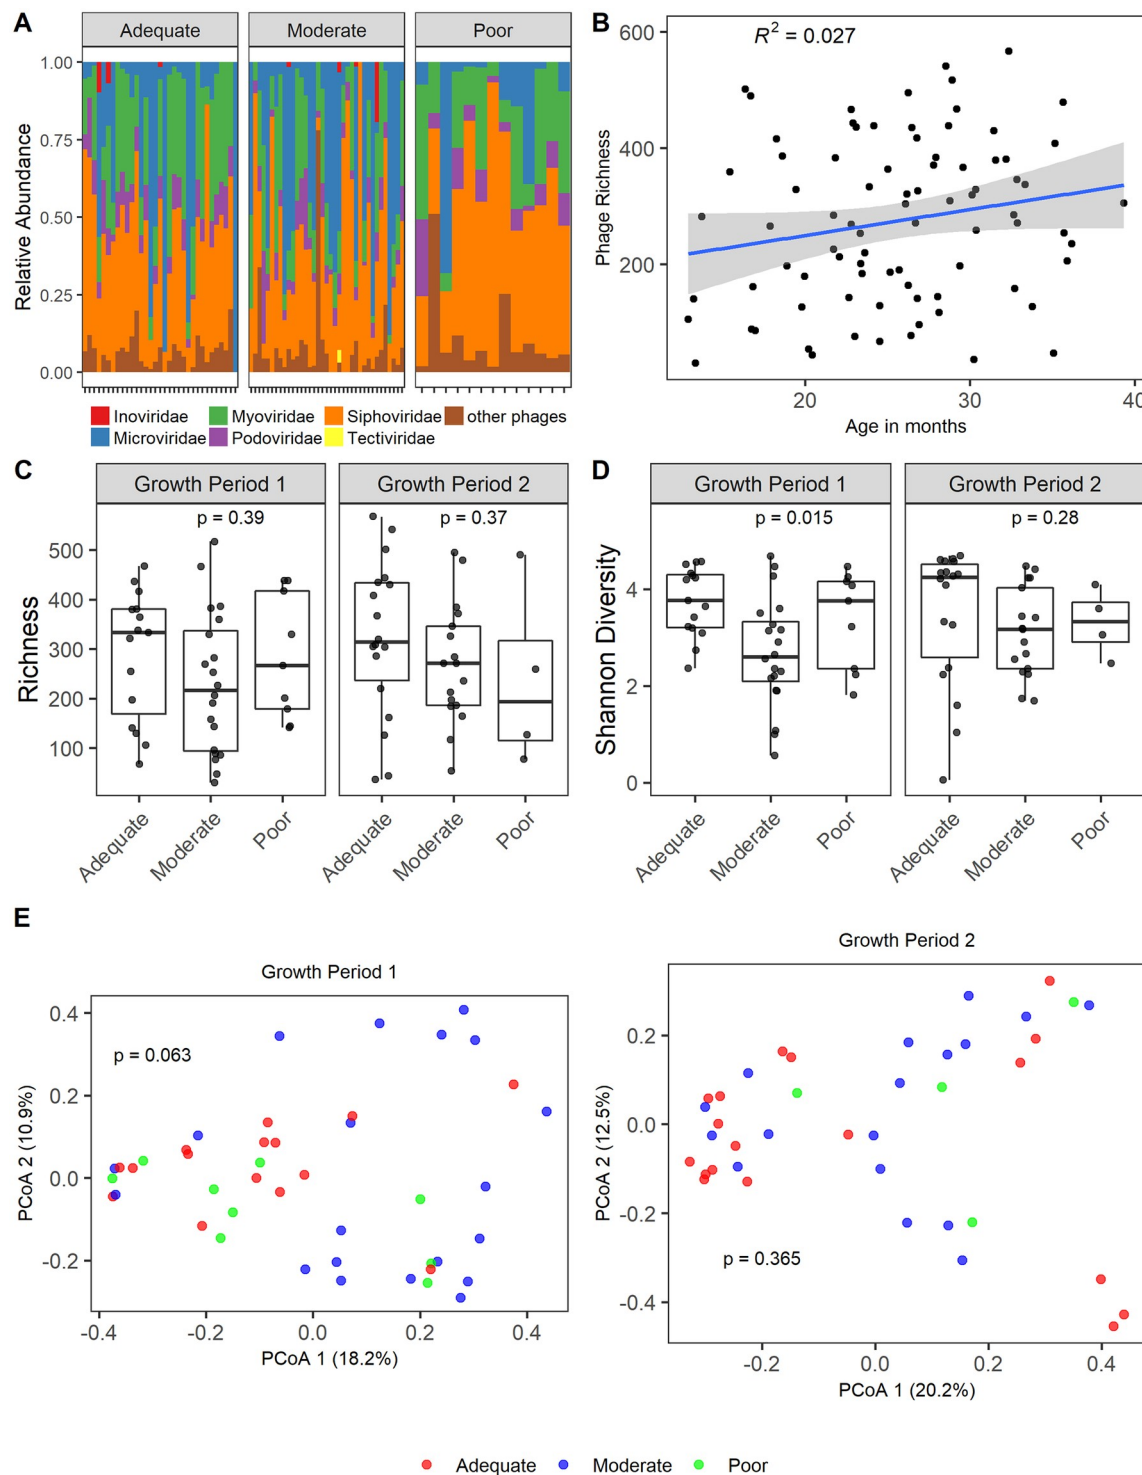 A
Adequate Moderate Poor
Relative Abundance
1.00
0.75
0.50
0.25
0.00
Inoviridae Myoviridae Siphoviridae other phages
Microviridae Podoviridae Tectiviridae
B
R² = 0.027
Phage Richness
600
400
200
20 30 40
Age in months
C
Growth Period 1 Growth Period 2
p = 0.39 p = 0.37
Richness
500
400
300
200
100
Adequate Moderate Poor Adequate Moderate Poor
D
Growth Period 1 Growth Period 2
p = 0.015 p = 0.28
Shannon Diversity
4
2
0
Adequate Moderate Poor Adequate Moderate Poor
E
Growth Period 1
p = 0.063
PCoA 2 (10.9%)
0.4
0.2
0.0
-0.2
-0.4 -0.2 0.0 0.2 0.4
PCoA 1 (18.2%)
Growth Period 2
PCoA 2 (12.5%)
0.2
0.0
-0.2
-0.4
p = 0.365
-0.2 0.0 0.2 0.4
PCoA 1 (20.2%)
Adequate Moderate Poor